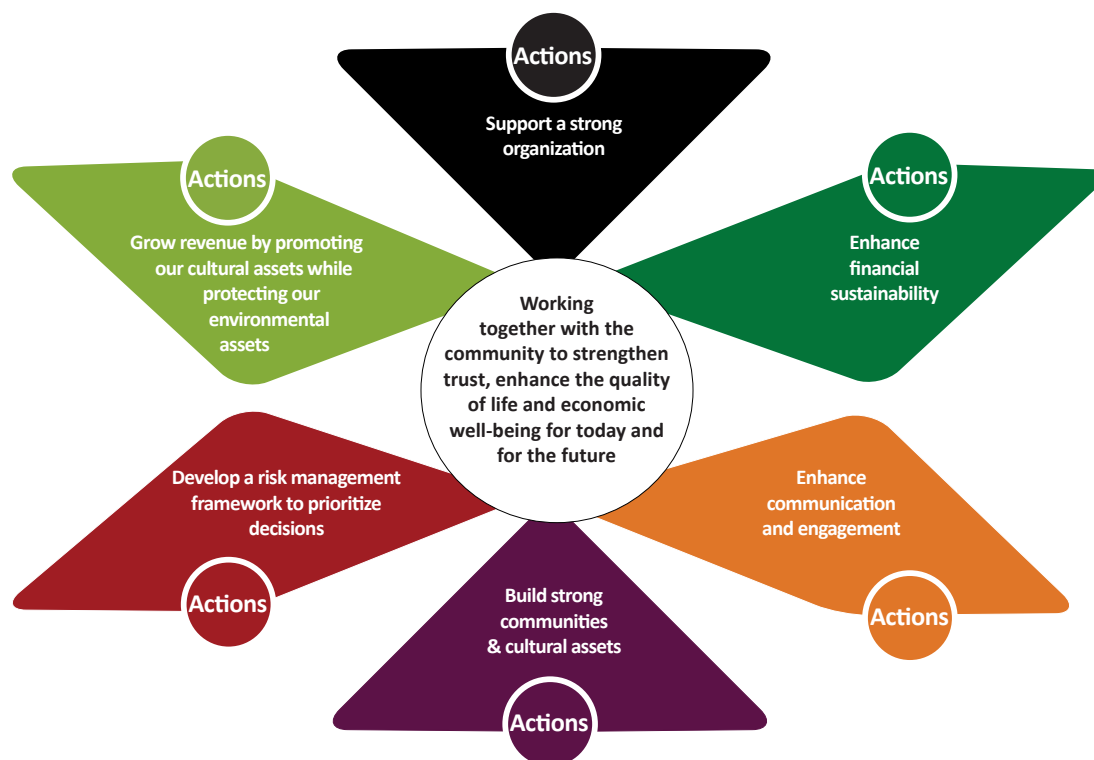 Actions
Support a strong
organization
Actions
Grow revenue by promoting
our cultural assets while
protecting our
environmental
assets
Actions
Enhance
financial
sustainability
Working
together with the
community to strengthen
trust, enhance the quality
of life and economic
well-being for today and
for the future
Develop a risk management
framework to prioritize
decisions
Actions
Enhance
communication
and engagement
Actions
Build strong
communities
& cultural assets
Actions